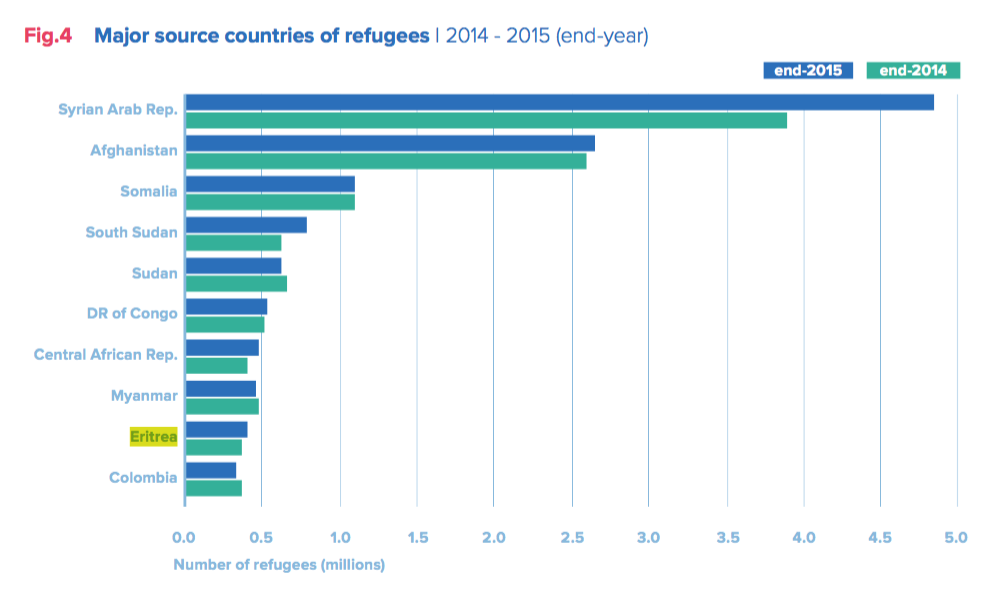 Fig.4 Major source countries of refugees | 2014 - 2015 (end-year)
end-2015 end-2014
Syrian Arab Rep.
Afghanistan
Somalia
South Sudan
Sudan
DR of Congo
Central African Rep.
Myanmar
Eritrea
Colombia
0.0 0.5 1.0 1.5 2.0 2.5 3.0 3.5 4.0 4.5 5.0
Number of refugees (millions)